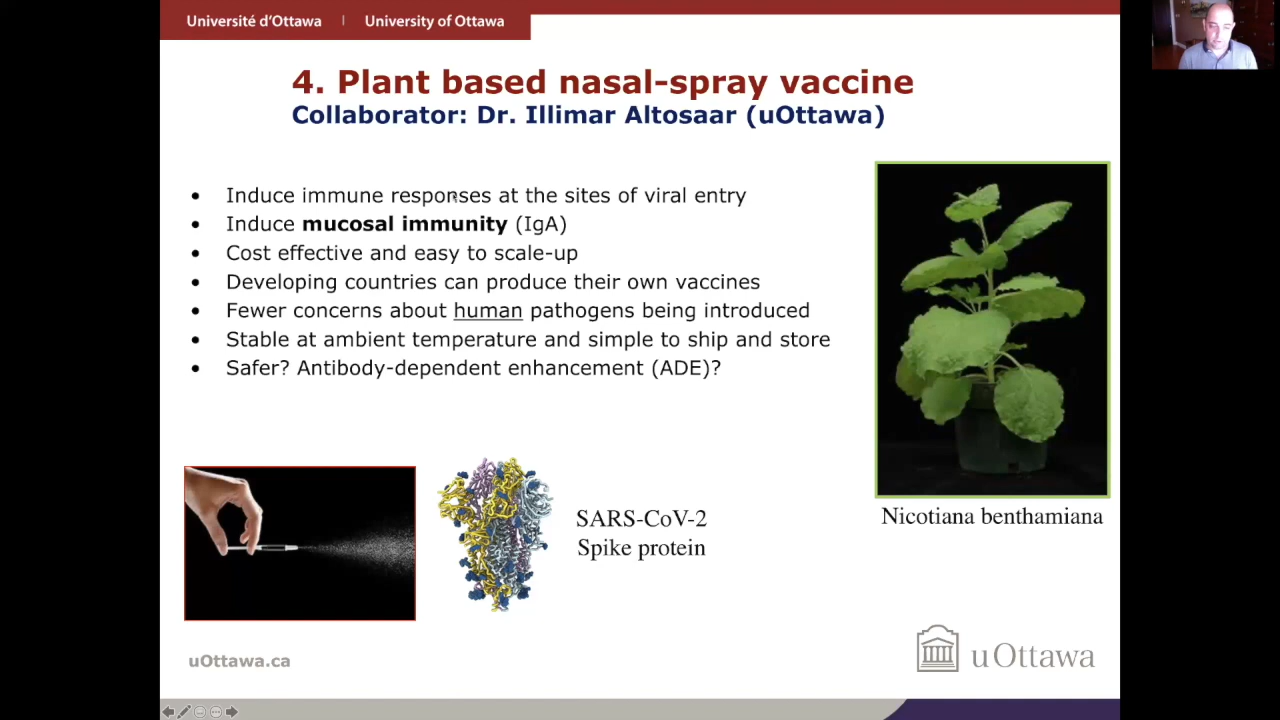 Université d'Ottawa | University of Ottawa
4. Plant based nasal-spray vaccine
Collaborator: Dr. Illimar Altosaar (uOttawa)
• Induce immune responses at the sites of viral entry
• Induce mucosal immunity (IgA)
• Cost effective and easy to scale-up
• Developing countries can produce their own vaccines
• Fewer concerns about human pathogens being introduced
• Stable at ambient temperature and simple to ship and store
• Safer? Antibody-dependent enhancement (ADE)?
SARS-CoV-2
Spike protein
Nicotiana benthamiana
uOttawa.ca
uOttawa